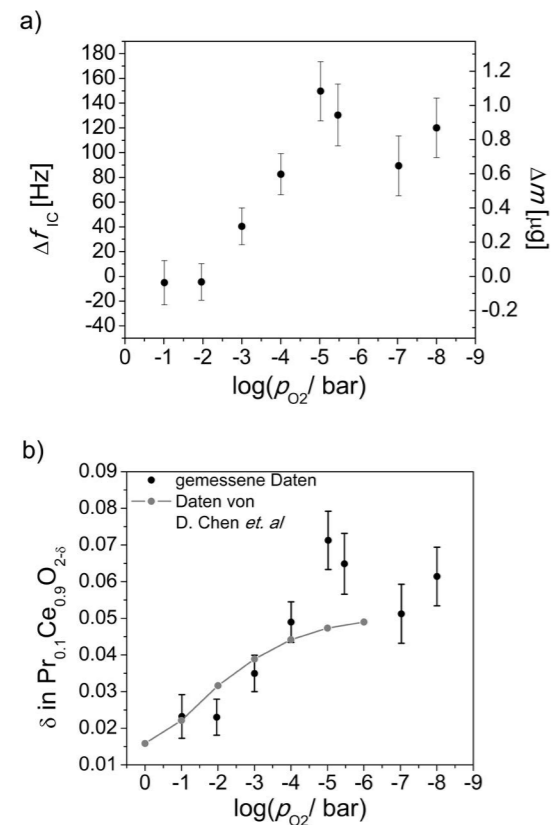 a)
180
160
140
120
100
80
60
40
20
0
-20
-40
Δf_IC [Hz]
1.2
1.0
0.8
0.6
0.4
0.2
0.0
-0.2
Δm [µg]
0 -1 -2 -3 -4 -5 -6 -7 -8 -9
log(p_O2/ bar)
b)
0.09
0.08
0.07
0.06
0.05
0.04
0.03
0.02
0.01
δ in Pr_0.1Ce_0.9O_2-δ
gemessene Daten
Daten von
D. Chen et. al
0 -1 -2 -3 -4 -5 -6 -7 -8 -9
log(p_O2/ bar)